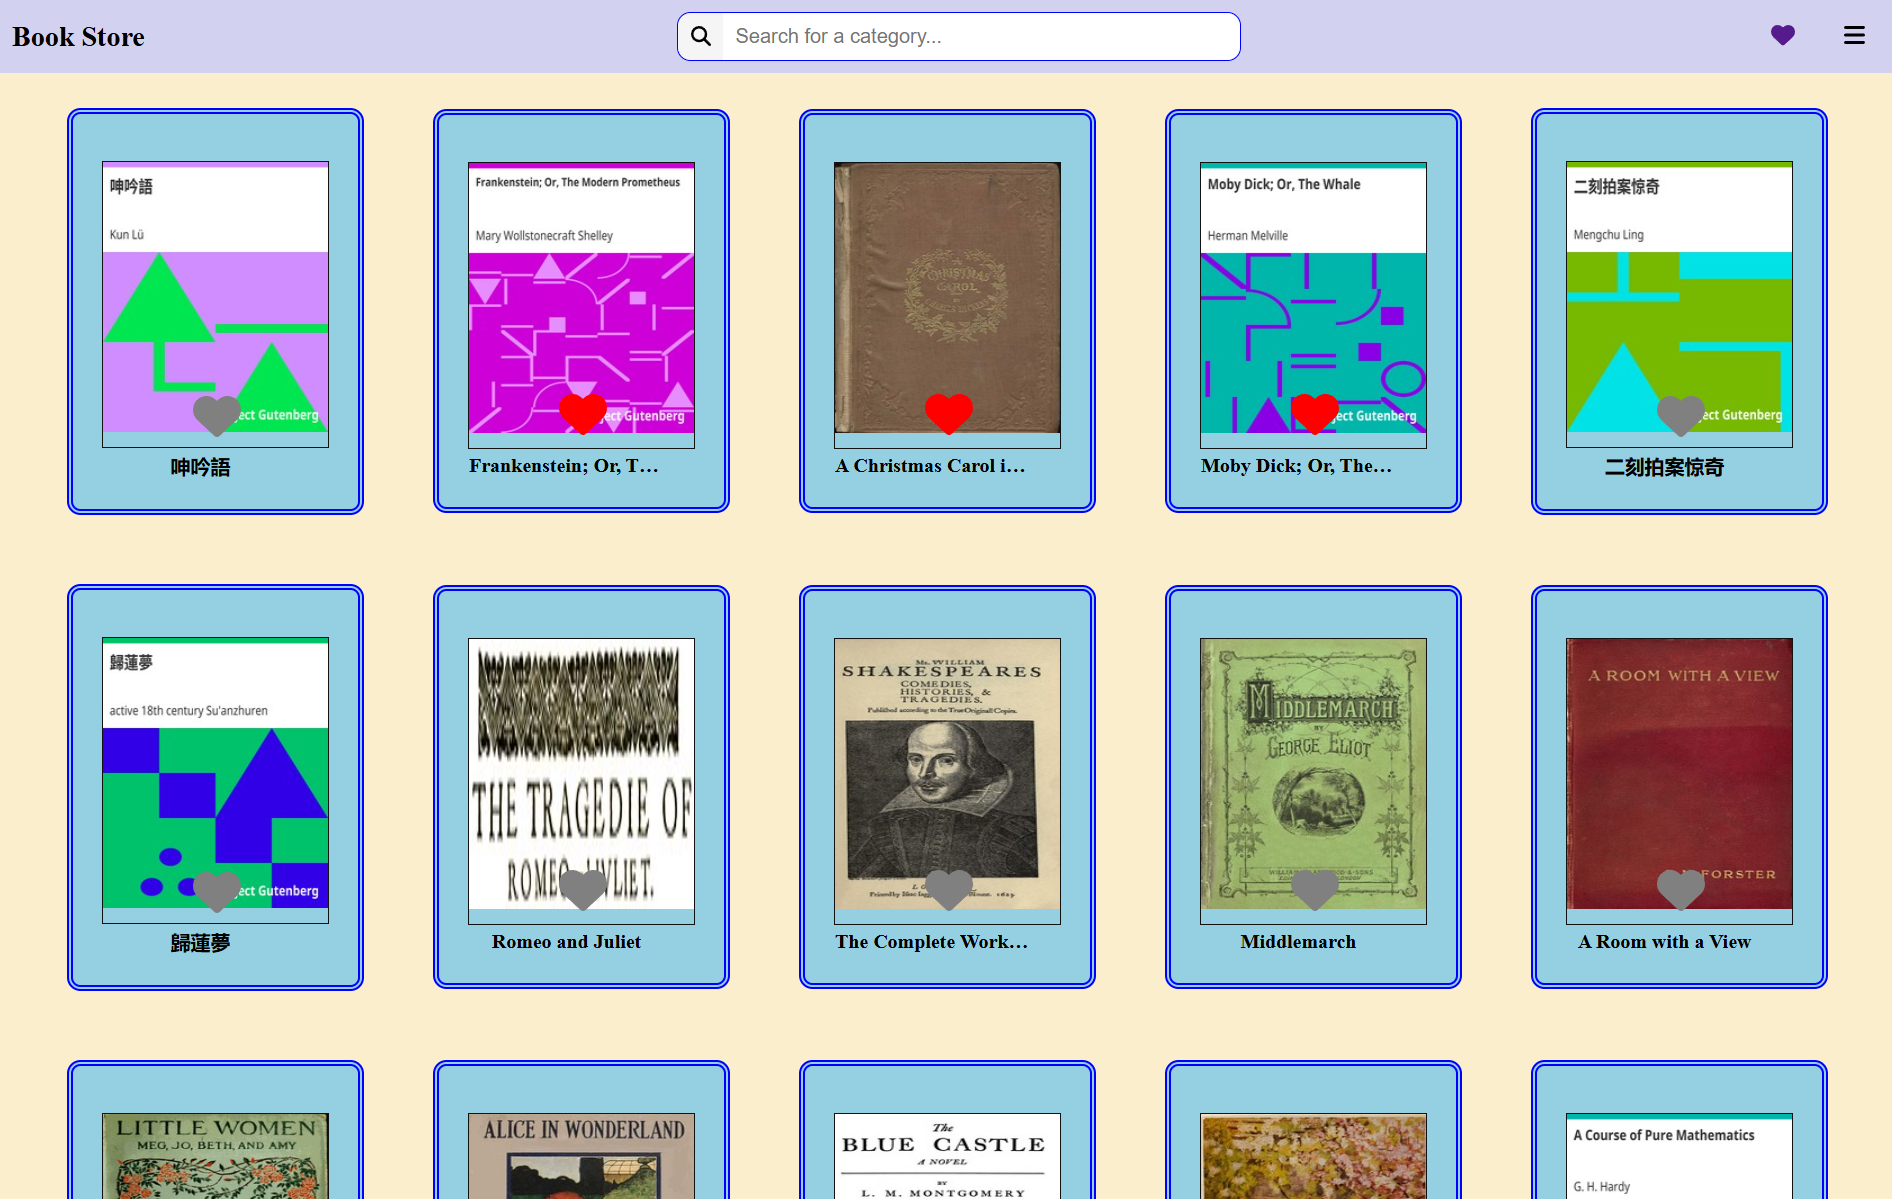 Book Store
Search for a category...
呻吟語
Kun Lü
ect Gutenberg
呻吟語
Frankenstein; Or, The Modern Prometheus
Mary Wollstonecraft Shelley
ect Gutenberg
Frankenstein; Or, T...
A
CHRISTMAS
CAROL
BY
A Christmas Carol i...
Moby Dick; Or, The Whale
Herman Melville
ject Gutenberg
Moby Dick; Or, The...
二刻拍案惊奇
Mengchu Ling
ect Gutenberg
二刻拍案惊奇
歸蓮夢
active 18th century Su'anzhuren
ect Gutenberg
歸蓮夢
THE TRAGEDIE OF
ROMEO
VLIET.
Romeo and Juliet
Mr. WILLIAM
SHAKESPEARES
COMEDIES,
HISTORIES, &
TRAGEDIES.
Published according to the True Originall Copies.
The Complete Work...
MIDDLEMARCH
BY
GEORGE ELIOT
Middlemarch
A ROOM WITH A VIEW
FORSTER
A Room with a View
LITTLE WOMEN
MEG, JO, BETH, AND AMY
ALICE IN WONDERLAND
The
BLUE CASTLE
A NOVEL
BY
L. M. MONTGOMERY
A Course of Pure Mathematics
G. H. Hardy